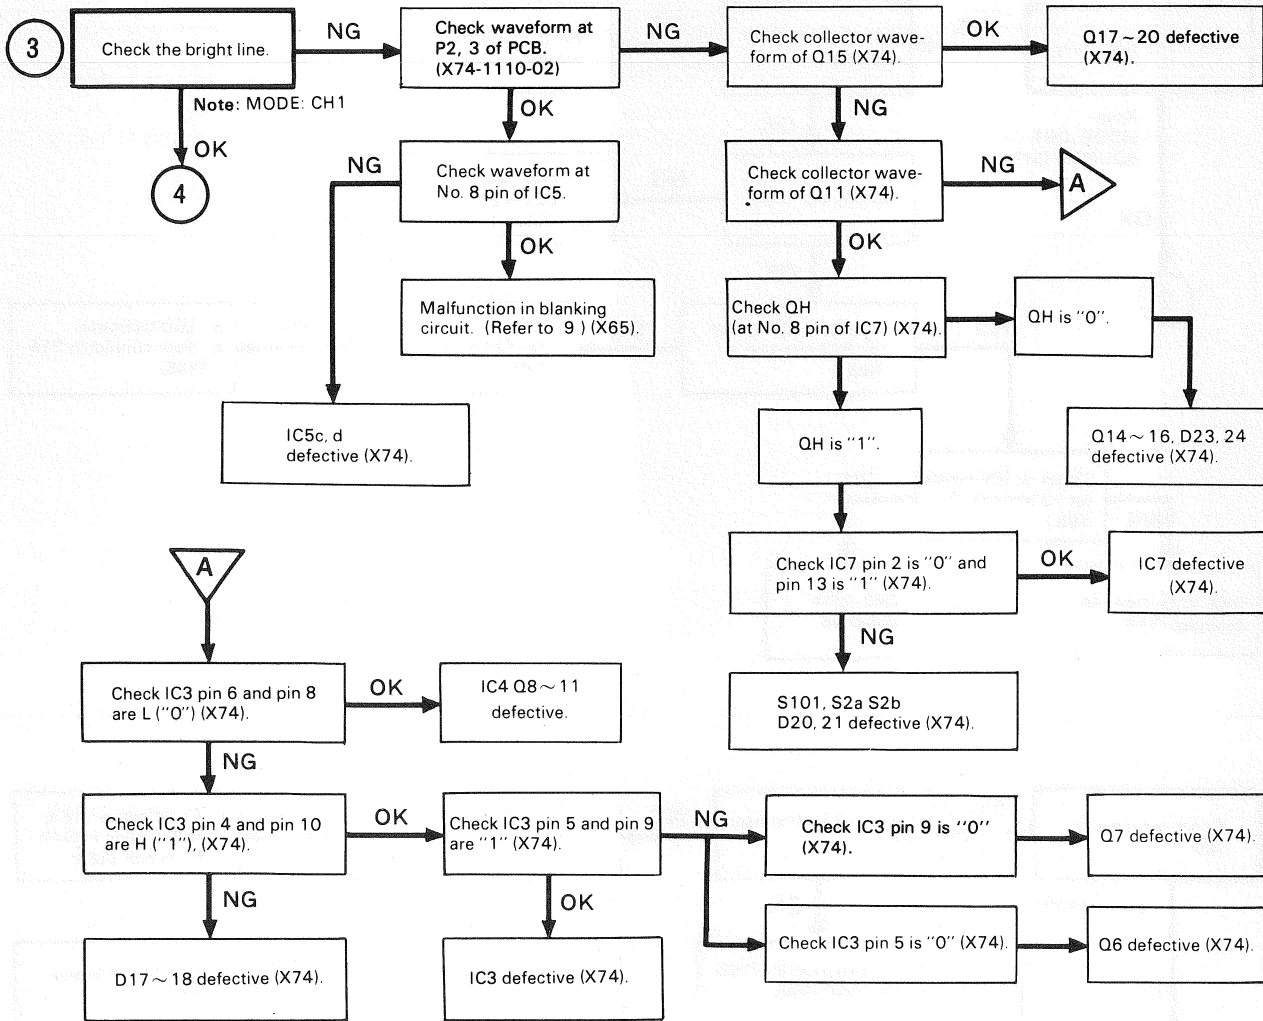 3
Check the bright line.
NG
Check waveform at
P2, 3 of PCB.
(X74-1110-02)
NG
Check collector wave-
form of Q15 (X74).
OK
Q17~20 defective
(X74).
Note: MODE: CH1
OK
4
OK
NG
Check waveform at
No. 8 pin of IC5.
NG
Check collector wave-
form of Q11 (X74).
NG
A
OK
Malfunction in blanking
circuit. (Refer to 9 ) (X65).
OK
Check QH
(at No. 8 pin of IC7) (X74).
QH is "0".
IC5c, d
defective (X74).
QH is "1".
Q14~16, D23, 24
defective (X74).
Check IC7 pin 2 is "0" and
pin 13 is "1" (X74).
OK
IC7 defective
(X74).
NG
S101, S2a S2b
D20, 21 defective (X74).
A
Check IC3 pin 6 and pin 8
are L ("0") (X74).
OK
IC4 Q8~11
defective.
NG
Check IC3 pin 4 and pin 10
are H ("1"), (X74).
OK
Check IC3 pin 5 and pin 9
are "1" (X74).
NG
Check IC3 pin 9 is "0"
(X74).
Q7 defective (X74).
NG
OK
Check IC3 pin 5 is "0" (X74).
Q6 defective (X74).
D17~18 defective (X74).
IC3 defective (X74).